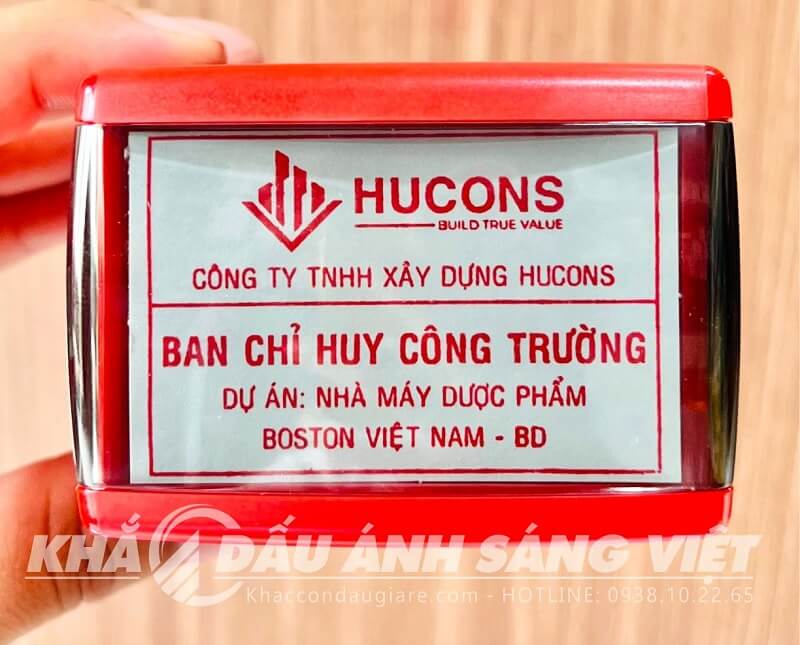 HUCONS
BUILD TRUE VALUE
CÔNG TY TNHH XÂY DỰNG HUCONS
BAN CHỈ HUY CÔNG TRƯỜNG
DỰ ÁN: NHÀ MÁY DƯỢC PHẨM
BOSTON VIỆT NAM - BD
KHẮC DẤU ÁNH SÁNG VIỆT
Khaccondaugiare.com - HOTLINE: 0938.10.22.65